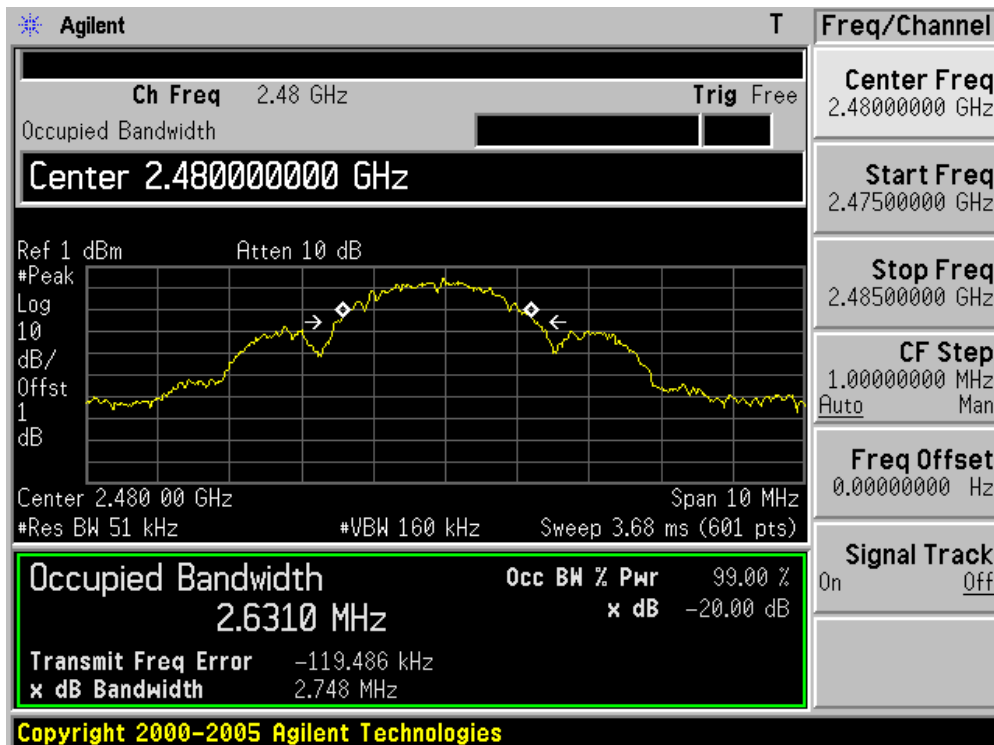 Agilent T
Freq/Channel
Ch Freq 2.48 GHz Trig Free
Occupied Bandwidth
Center 2.480000000 GHz
Ref 1 dBm Atten 10 dB
#Peak
Log
10
dB/
Offst
1
dB
Center 2.480 00 GHz Span 10 MHz
#Res BW 51 kHz #VBW 160 kHz Sweep 3.68 ms (601 pts)
Occupied Bandwidth Occ BW % Pwr 99.00 %
2.6310 MHz x dB -20.00 dB
Transmit Freq Error -119.486 kHz
x dB Bandwidth 2.748 MHz
Copyright 2000-2005 Agilent Technologies
Center Freq
2.48000000 GHz
Start Freq
2.47500000 GHz
Stop Freq
2.48500000 GHz
CF Step
1.00000000 MHz
Auto Man
Freq Offset
0.00000000 Hz
Signal Track
On Off